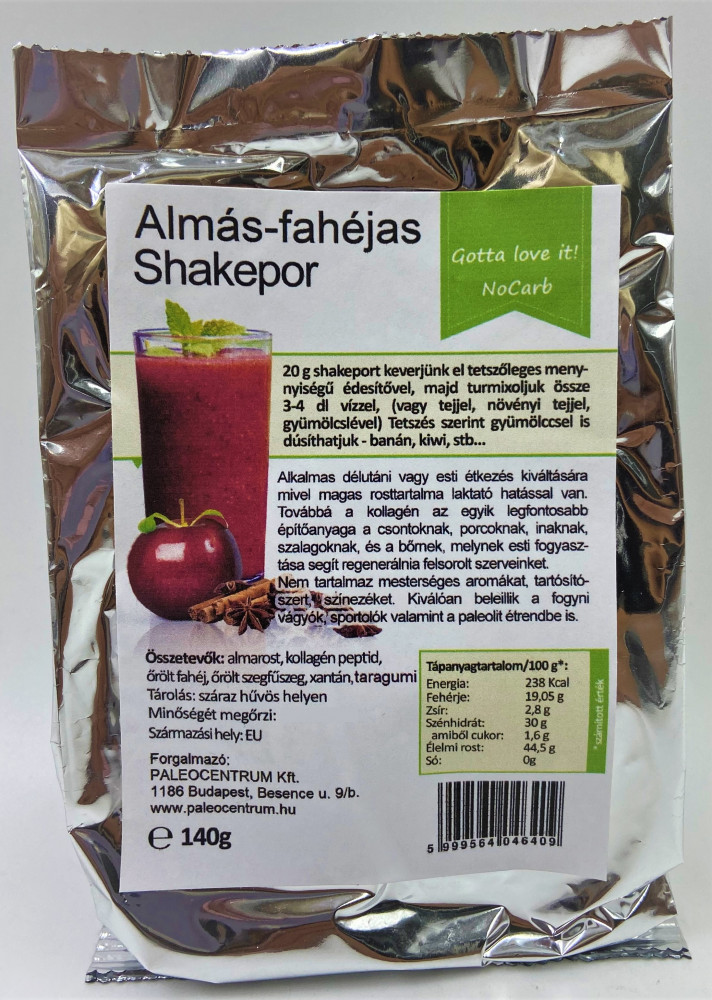 Almás-fahéjas
Shakepor
Gotta love it!
NoCarb
20 g shakeport keverjünk el tetszőleges meny-
nyiségű édesítővel, majd turmixoljuk össze
3-4 dl vízzel, (vagy tejjel, növényi tejjel,
gyümölcslével) Tetszés szerint gyümölccsel is
dúsíthatjuk - banán, kiwi, stb...
Alkalmas délutáni vagy esti étkezés kiváltására
mivel magas rosttartalma laktató hatással van.
Továbbá a kollagén az egyik legfontosabb
építőanyaga a csontoknak, porcoknak, inaknak,
szalagoknak, és a bőrnek, melynek esti fogyasz-
tása segít regenerálnia felsorolt szerveinket.
Nem tartalmaz mesterséges aromákat, tartósító-
szert, színezéket. Kiválóan beleillik a fogyni
vágyók, sportolók valamint a paleolit étrendbe is.
Összetevők: almarost, kollagén peptid,
őrölt fahéj, őrölt szegfűszeg, xantán, taragumi
Tárolás: száraz hűvös helyen
Minőségét megőrzi:
Származási hely: EU
Forgalmazó:
PALEOCENTRUM Kft.
1186 Budapest, Besence u. 9/b.
www.paleocentrum.hu
℮ 140g
Tápanyagtartalom/100 g*:
Energia: 238 Kcal
Fehérje: 19,05 g
Zsír: 2,8 g
Szénhidrát: 30 g
amiből cukor: 1,6 g
Élelmi rost: 44,5 g
Só: 0g
*számított érték
5 999564 046409